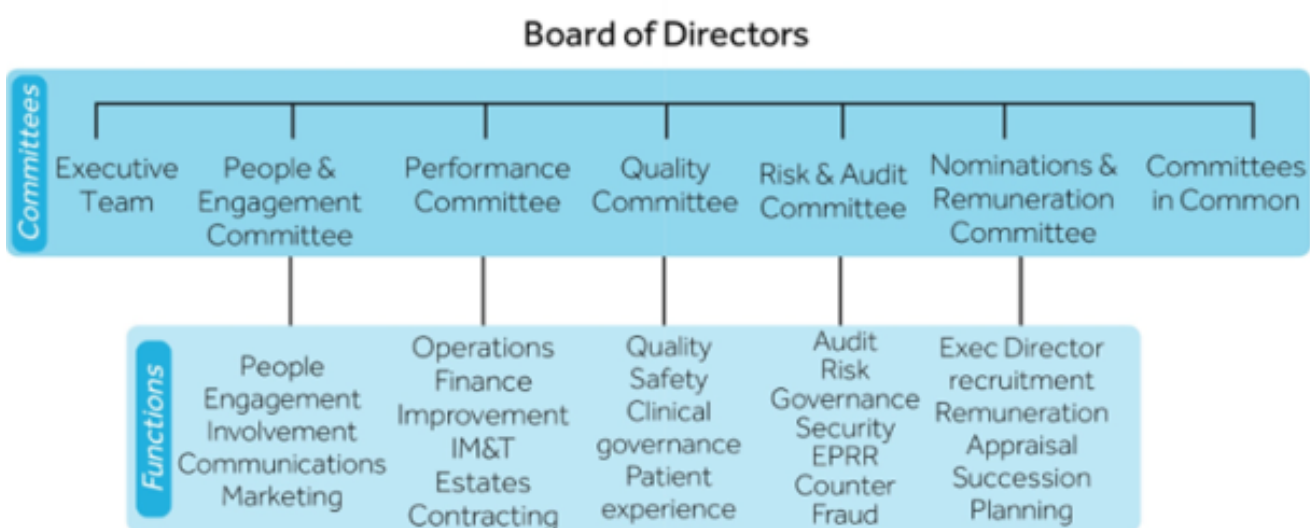 Board of Directors
Committees
Executive
Team
People &
Engagement
Committee
Performance
Committee
Quality
Committee
Risk & Audit
Committee
Nominations &
Remuneration
Committee
Committees
in Common
Functions
People
Engagement
Involvement
Communications
Marketing
Operations
Finance
Improvement
IM&T
Estates
Contracting
Quality
Safety
Clinical
governance
Patient
experience
Audit
Risk
Governance
Security
EPRR
Counter
Fraud
Exec Director
recruitment
Remuneration
Appraisal
Succession
Planning